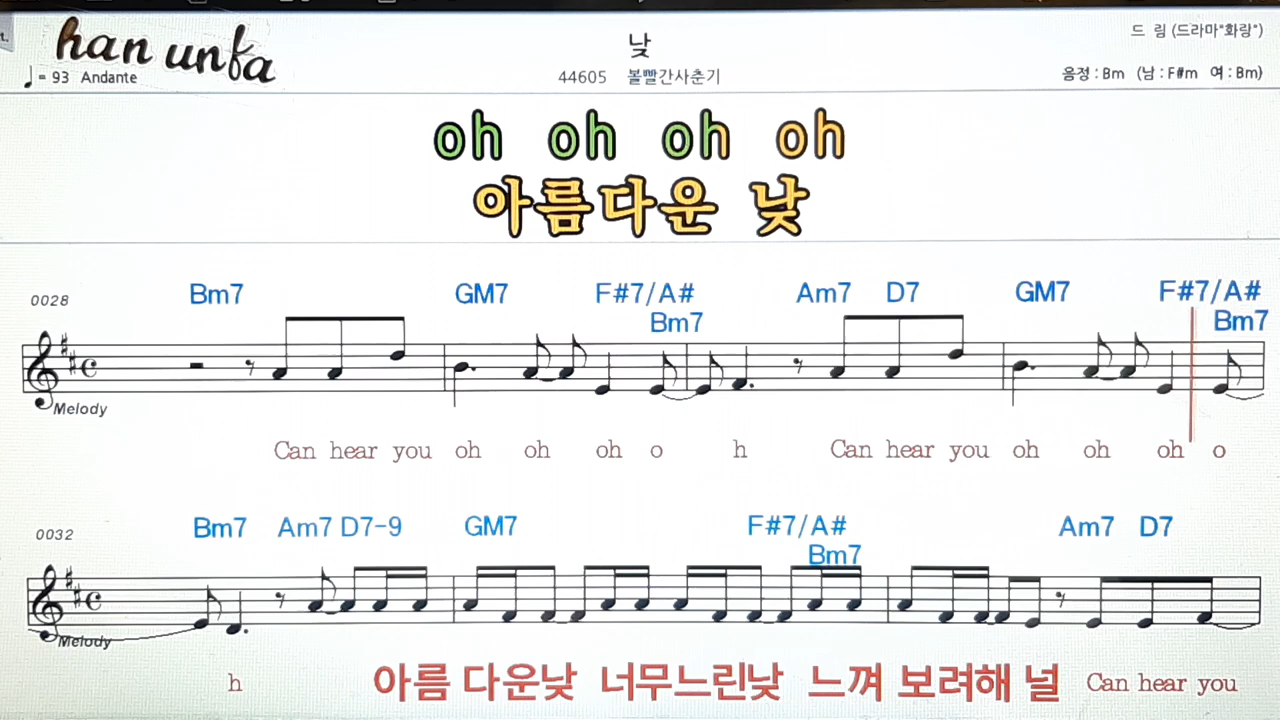 han unfa
♩= 93 Andante
낮
44605 볼빨간사춘기
드 림 (드라마"화랑")
음정 : Bm (남 : F#m 여 : Bm)
oh oh oh oh
아름다운 낮
0028 Bm7 GM7 F#7/A# Am7 D7 GM7 F#7/A#
Bm7 Bm7
Melody
Can hear you oh oh oh o h Can hear you oh oh oh o
0032 Bm7 Am7 D7-9 GM7 F#7/A# Am7 D7
Bm7
Melody
h 아름 다운낮 너무느린낮 느껴 보려해 널 Can hear you